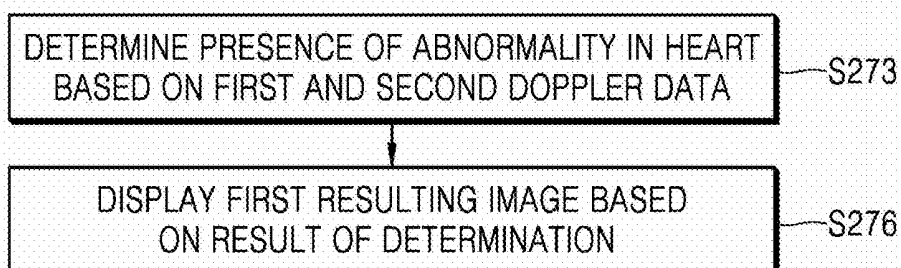 DETERMINE PRESENCE OF ABNORMALITY IN HEART
BASED ON FIRST AND SECOND DOPPLER DATA
S273
DISPLAY FIRST RESULTING IMAGE BASED
ON RESULT OF DETERMINATION
S276